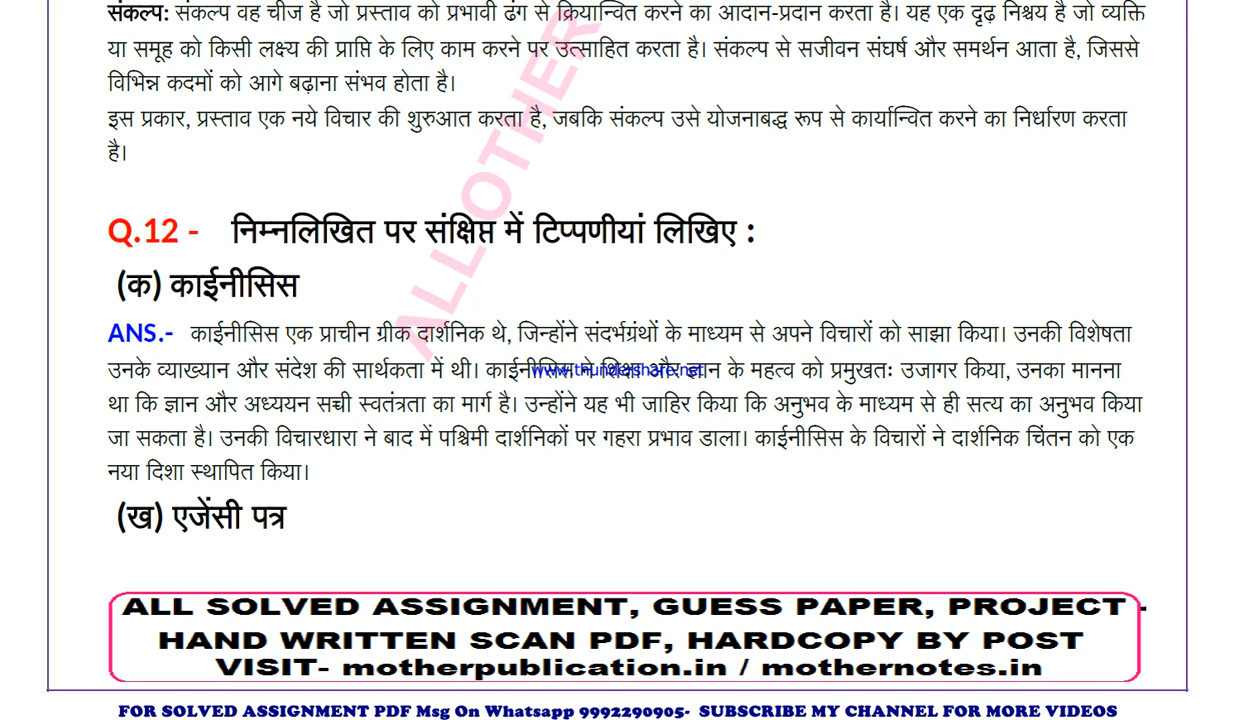 संकल्प: संकल्प वह चीज है जो प्रस्ताव को प्रभावी ढंग से क्रियान्वित करने का आदान-प्रदान करता है। यह एक दृढ़ निश्चय है जो व्यक्ति
या समूह को किसी लक्ष्य की प्राप्ति के लिए काम करने पर उत्साहित करता है। संकल्प से सजीवन संघर्ष और समर्थन आता है, जिससे
विभिन्न कदमों को आगे बढ़ाना संभव होता है।
इस प्रकार, प्रस्ताव एक नये विचार की शुरुआत करता है, जबकि संकल्प उसे योजनाबद्ध रूप से कार्यान्वित करने का निर्धारण करता
है।
Q.12 - निम्नलिखित पर संक्षिप्त में टिप्पणीयां लिखिए :
(क) काईनीसिस
ANS.- काईनीसिस एक प्राचीन ग्रीक दार्शनिक थे, जिन्होंने संदर्भग्रंथों के माध्यम से अपने विचारों को साझा किया। उनकी विशेषता
उनके व्याख्यान और संदेश की सार्थकता में थी। काईनीसिस ने शिक्षा और ज्ञान के महत्व को प्रमुखतः उजागर किया, उनका मानना
www.thundershare.net
था कि ज्ञान और अध्ययन सच्ची स्वतंत्रता का मार्ग है। उन्होंने यह भी जाहिर किया कि अनुभव के माध्यम से ही सत्य का अनुभव किया
जा सकता है। उनकी विचारधारा ने बाद में पश्चिमी दार्शनिकों पर गहरा प्रभाव डाला। काईनीसिस के विचारों ने दार्शनिक चिंतन को एक
नया दिशा स्थापित किया।
(ख) एजेंसी पत्र
ALLOTHER
ALL SOLVED ASSIGNMENT, GUESS PAPER, PROJECT -
HAND WRITTEN SCAN PDF, HARDCOPY BY POST
VISIT- motherpublication.in / mothernotes.in
FOR SOLVED ASSIGNMENT PDF Msg On Whatsapp 9992290905- SUBSCRIBE MY CHANNEL FOR MORE VIDEOS